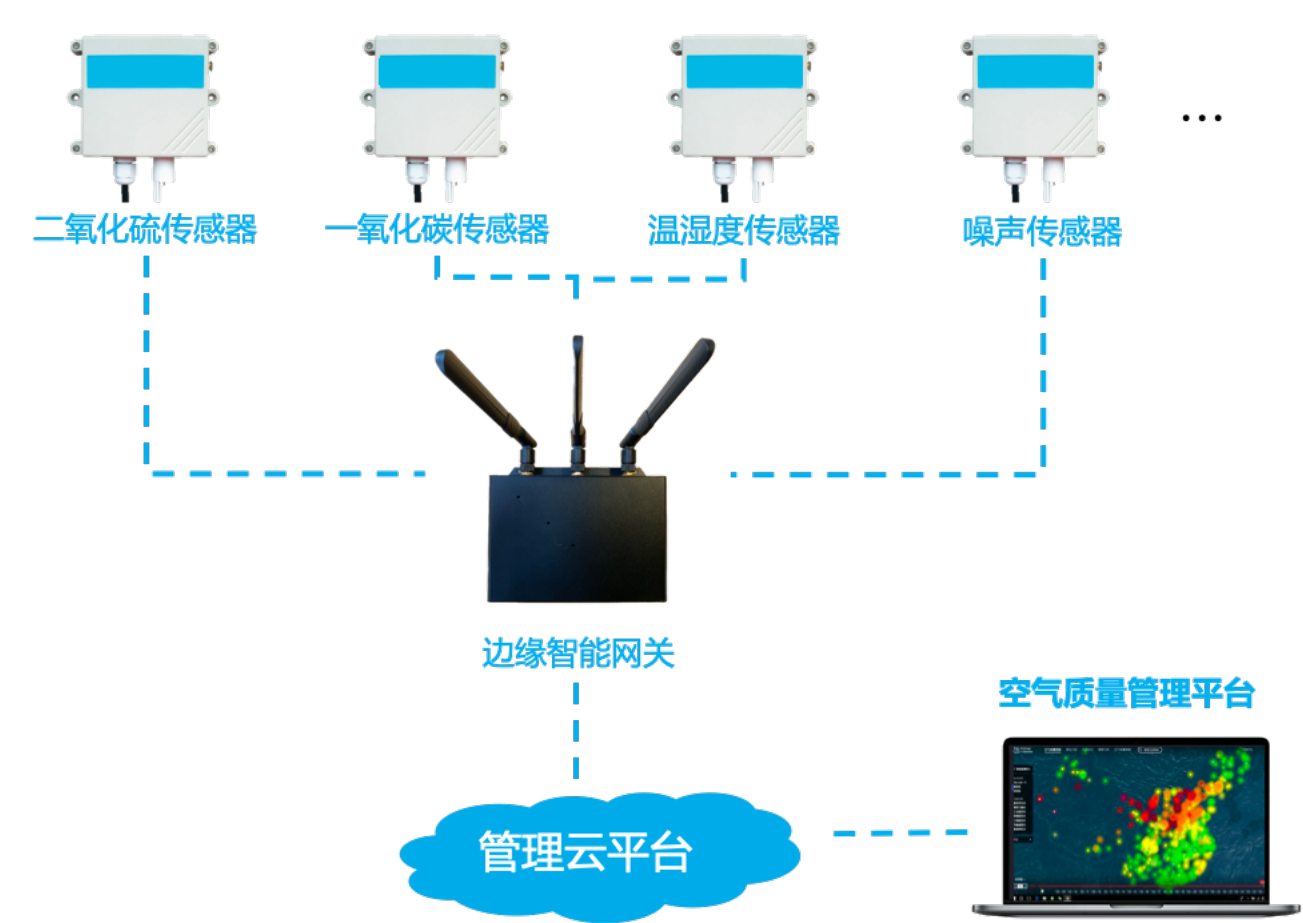 二氧化硫传感器
一氧化碳传感器
温湿度传感器
噪声传感器
...
边缘智能网关
空气质量管理平台
管理云平台